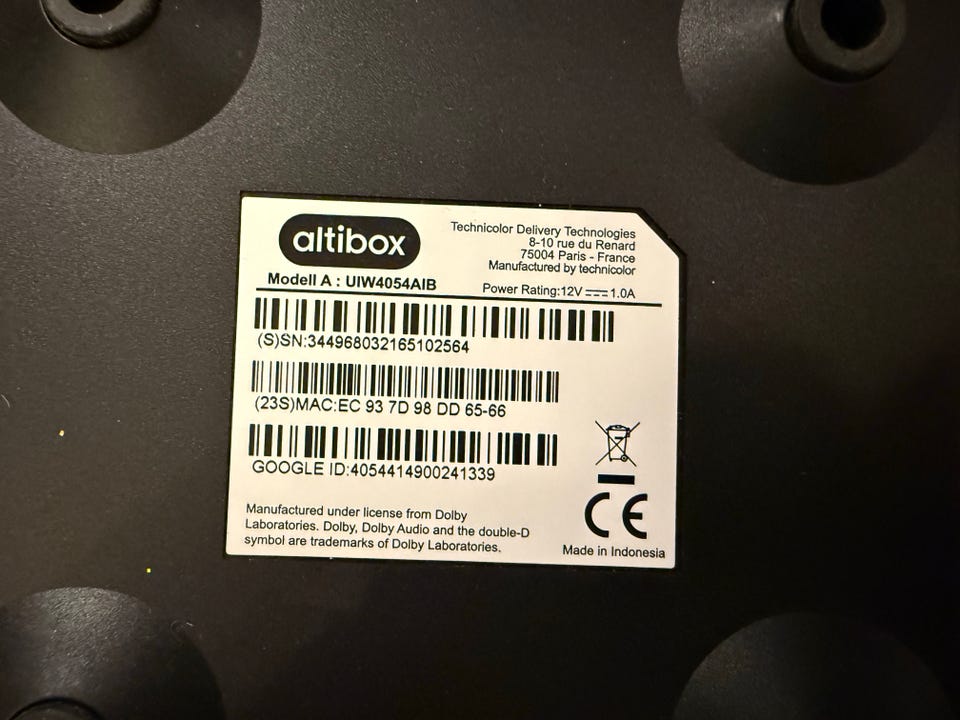 altibox
Technicolor Delivery Technologies
8-10 rue du Renard
75004 Paris - France
Manufactured by technicolor
Modell A : UIW4054AIB
Power Rating:12V 1.0A
(S)SN:344968032165102564
(23S)MAC:EC 93 7D 98 DD 65-66
GOOGLE ID:4054414900241339
Manufactured under license from Dolby
Laboratories. Dolby, Dolby Audio and the double-D
symbol are trademarks of Dolby Laboratories.
CE
Made in Indonesia